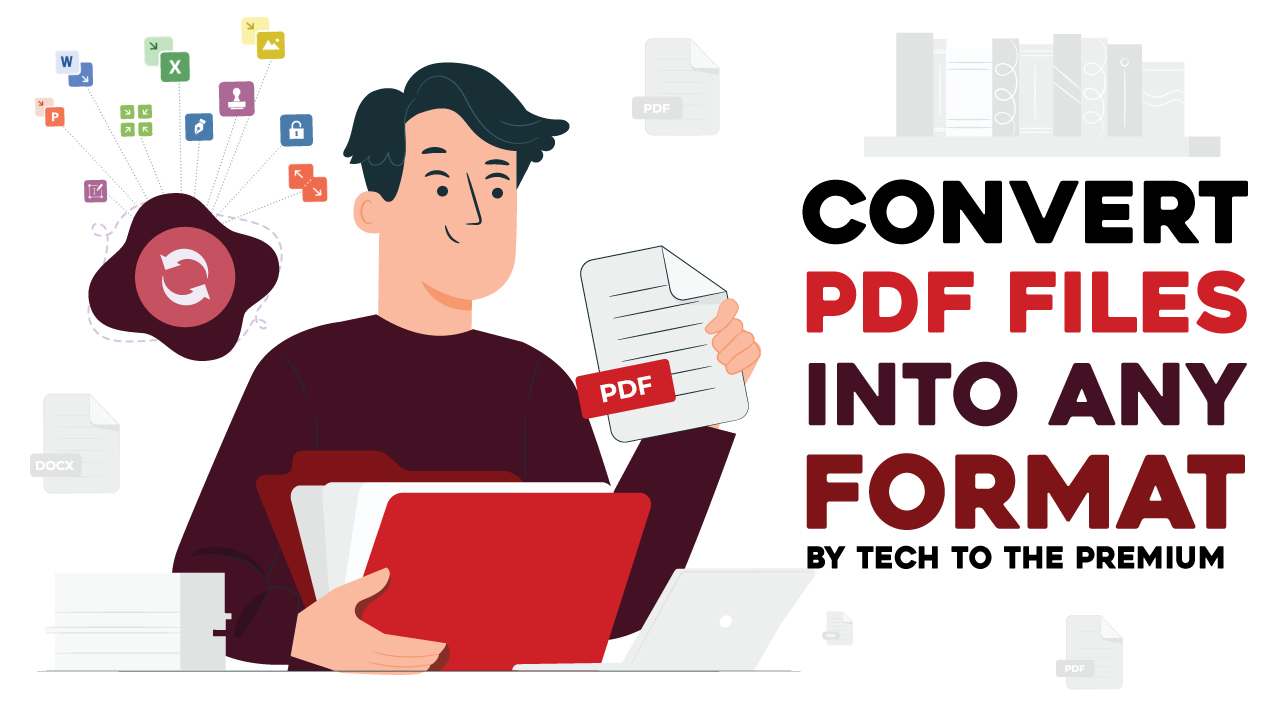 W
X
P
T
PDF
CONVERT
PDF FILES
PDF
INTO ANY
DOCX
FORMAT
BY TECH TO THE PREMIUM
PDF